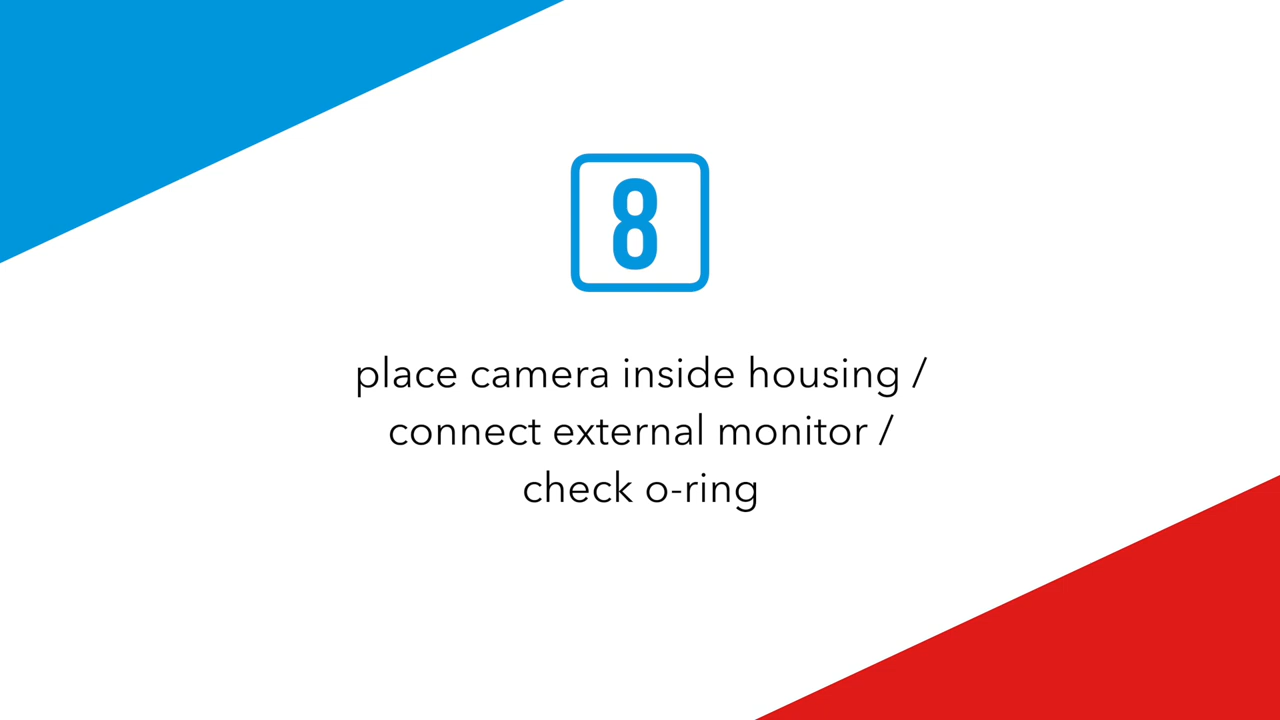 8
place camera inside housing /
connect external monitor /
check o-ring